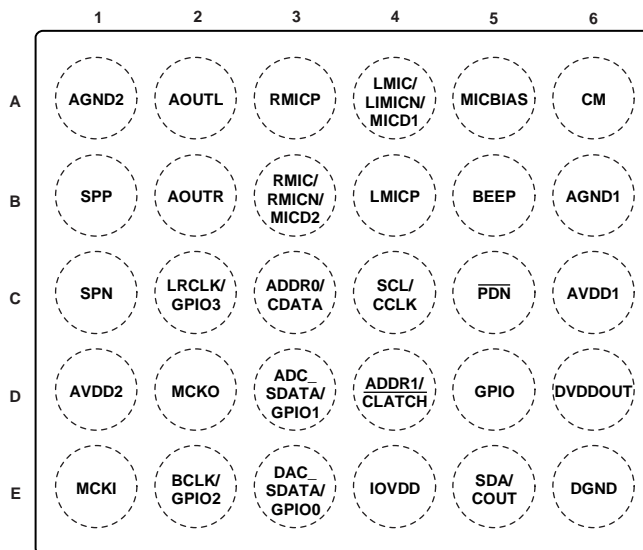 1 2 3 4 5 6
A
AGND2
AOUTL
RMICP
LMIC/
LIMICN/
MICD1
MICBIAS
CM
B
SPP
AOUTR
RMIC/
RMICN/
MICD2
LMICP
BEEP
AGND1
C
SPN
LRCLK/
GPIO3
ADDR0/
CDATA
SCL/
CCLK
PDN
AVDD1
D
AVDD2
MCKO
ADC_
SDATA/
GPIO1
ADDR1/
CLATCH
GPIO
DVDDOUT
E
MCKI
BCLK/
GPIO2
DAC_
SDATA/
GPIO0
IOVDD
SDA/
COUT
DGND